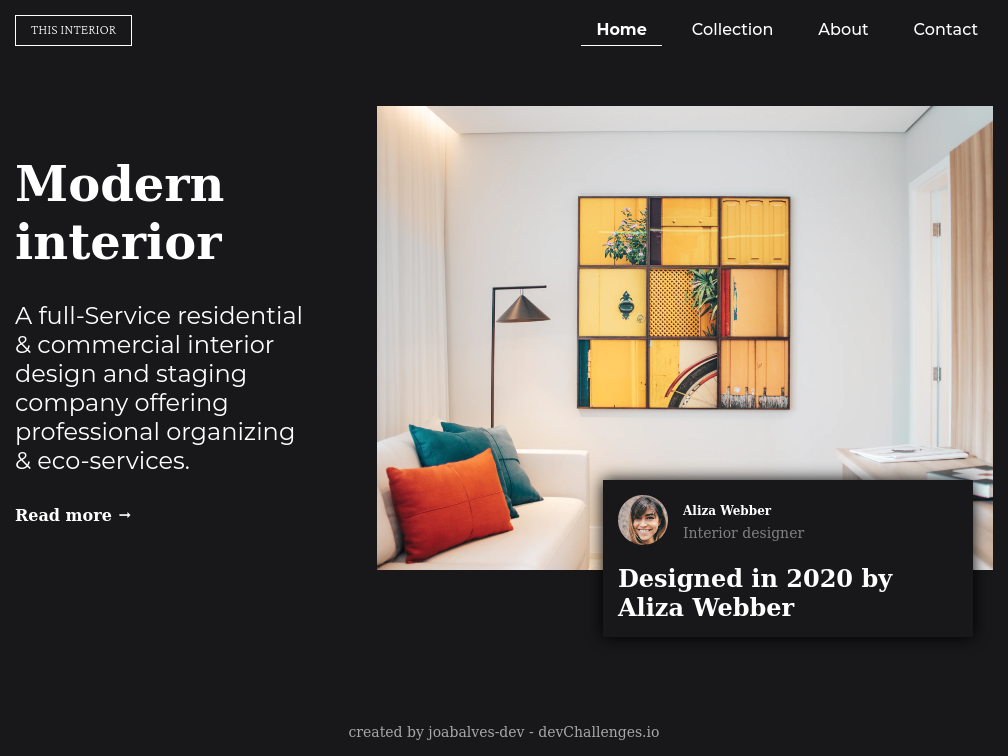 THIS INTERIOR
Home Collection About Contact
Modern
interior
A full-Service residential
& commercial interior
design and staging
company offering
professional organizing
& eco-services.
Read more →
Aliza Webber
Interior designer
Designed in 2020 by
Aliza Webber
created by joabalves-dev - devChallenges.io